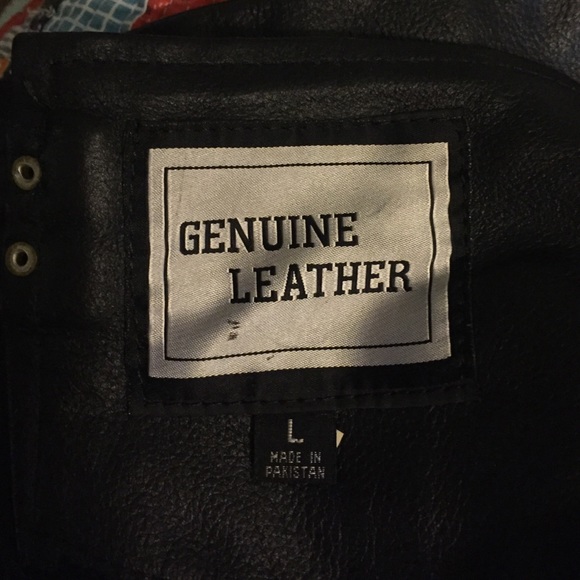 GENUINE
LEATHER
L
MADE IN
PAKISTAN